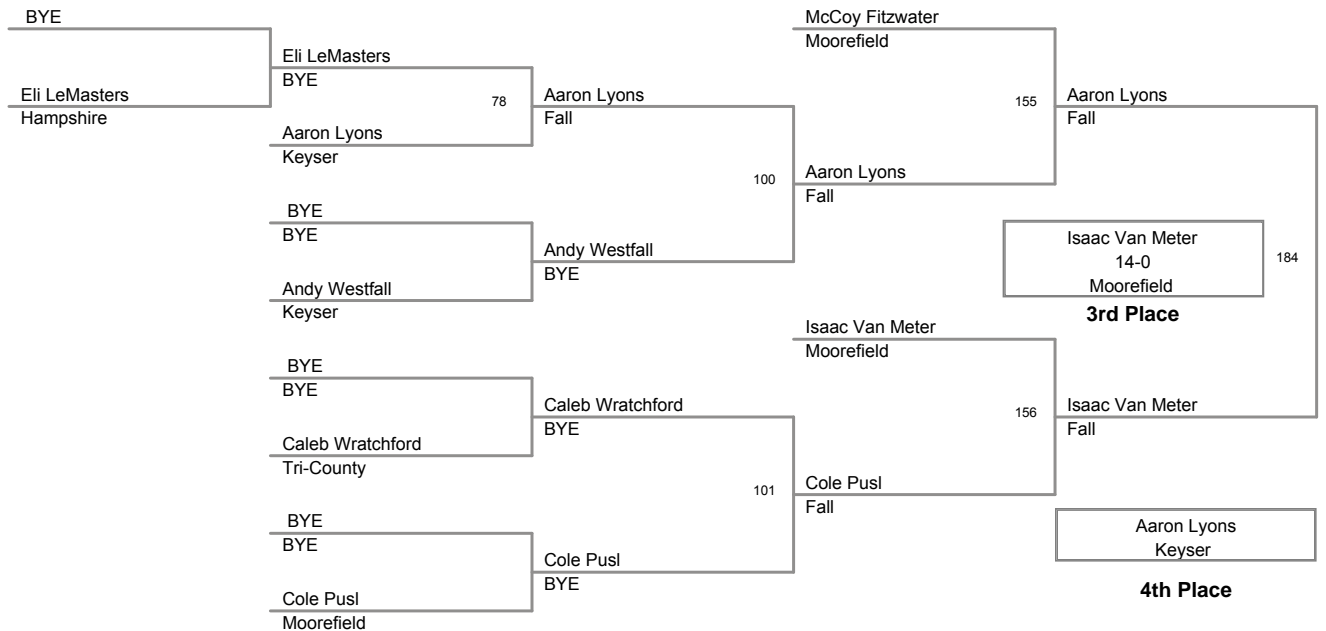 BYE
Eli LeMasters
Hampshire
Eli LeMasters
BYE
78
Aaron Lyons
Keyser
BYE
BYE
Andy Westfall
Keyser
BYE
BYE
Caleb Wratchford
Tri-County
BYE
BYE
Cole Pusl
Moorefield
Aaron Lyons
Fall
100
Andy Westfall
BYE
Caleb Wratchford
BYE
101
Cole Pusl
BYE
McCoy Fitzwater
Moorefield
155
Aaron Lyons
Fall
Isaac Van Meter
Moorefield
156
Cole Pusl
Fall
Aaron Lyons
Fall
Isaac Van Meter
14-0
Moorefield
184
3rd Place
Isaac Van Meter
Fall
Aaron Lyons
Keyser
4th Place